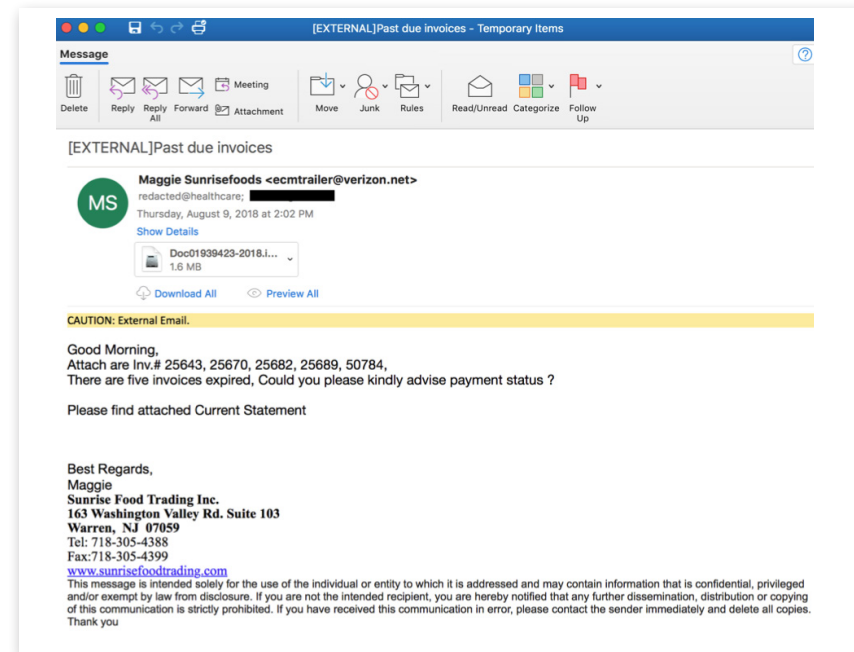 [EXTERNAL]Past due invoices - Temporary Items
Message
Delete
Reply
Reply All
Forward
Meeting
Attachment
Move
Junk
Rules
Read/Unread
Categorize
Follow Up
[EXTERNAL]Past due invoices
MS
Maggie Sunrisefoods <ecmtrailer@verizon.net>
redacted@healthcare;
Thursday, August 9, 2018 at 2:02 PM
Show Details
Doc01939423-2018.i...
1.6 MB
Download All
Preview All
CAUTION: External Email.
Good Morning,
Attach are Inv.# 25643, 25670, 25682, 25689, 50784,
There are five invoices expired, Could you please kindly advise payment status ?
Please find attached Current Statement
Best Regards,
Maggie
Sunrise Food Trading Inc.
163 Washington Valley Rd. Suite 103
Warren, NJ 07059
Tel: 718-305-4388
Fax:718-305-4399
www.sunrisefoodtrading.com
This message is intended solely for the use of the individual or entity to which it is addressed and may contain information that is confidential, privileged
and/or exempt by law from disclosure. If you are not the intended recipient, you are hereby notified that any further dissemination, distribution or copying
of this communication is strictly prohibited. If you have received this communication in error, please contact the sender immediately and delete all copies.
Thank you